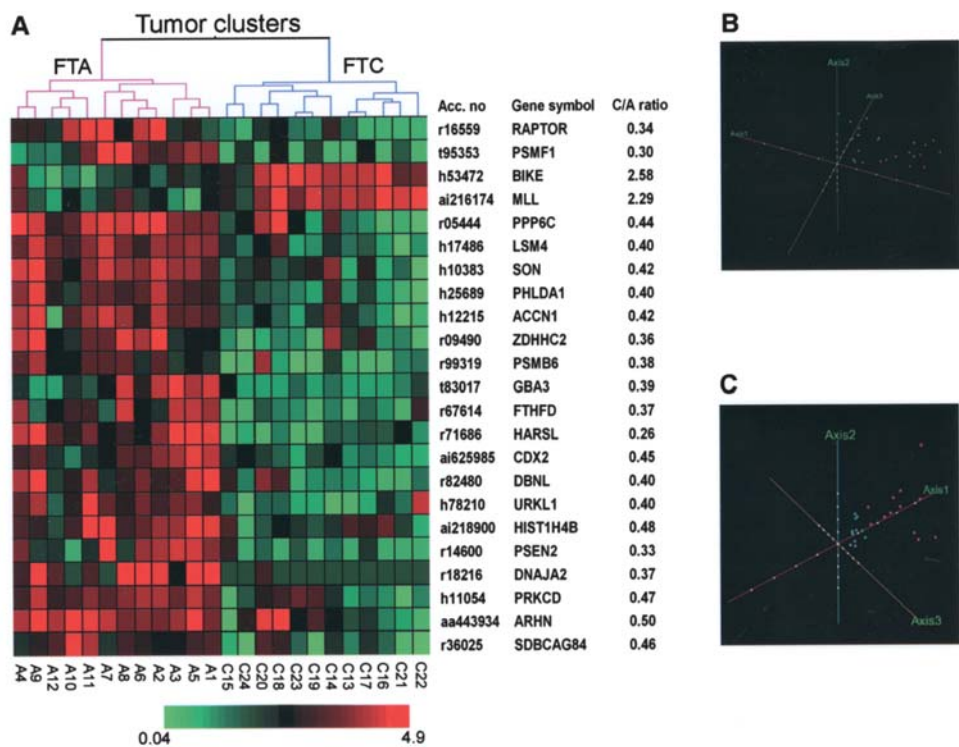 A
Tumor clusters
FTA
FTC
Acc. no Gene symbol C/A ratio
r16559 RAPTOR 0.34
t95353 PSMF1 0.30
h53472 BIKE 2.58
ai216174 MLL 2.29
r05444 PPP6C 0.44
h17486 LSM4 0.40
h10383 SON 0.42
h25689 PHLDA1 0.40
h12215 ACCN1 0.42
r09490 ZDHHC2 0.36
r99319 PSMB6 0.38
t83017 GBA3 0.39
r67614 FTHFD 0.37
r71686 HARSL 0.26
ai625985 CDX2 0.45
r82480 DBNL 0.40
h78210 URKL1 0.40
ai218900 HIST1H4B 0.48
r14600 PSEN2 0.33
r18216 DNAJA2 0.37
h11054 PRKCD 0.47
aa443934 ARHN 0.50
r36025 SDBCAG84 0.46
A4 A9 A12 A10 A11 A7 A8 A6 A2 A3 A5 A1 C15 C24 C20 C18 C23 C19 C14 C13 C17 C16 C21 C22
0.04 4.9
B
Axis2
Axis3
Axis1
C
Axis2
Axis1
Axis3